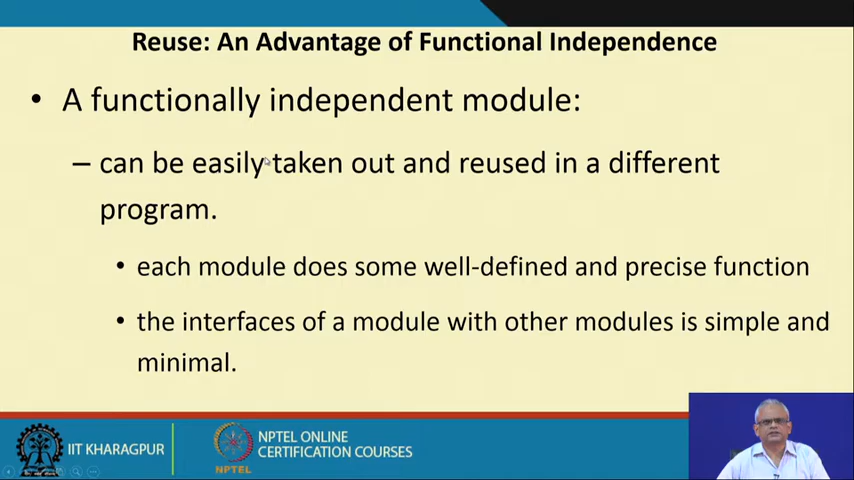 Reuse: An Advantage of Functional Independence
• A functionally independent module:
– can be easily taken out and reused in a different
program.
• each module does some well-defined and precise function
• the interfaces of a module with other modules is simple and
minimal.
IIT KHARAGPUR
NPTEL ONLINE
CERTIFICATION COURSES
NPTEL